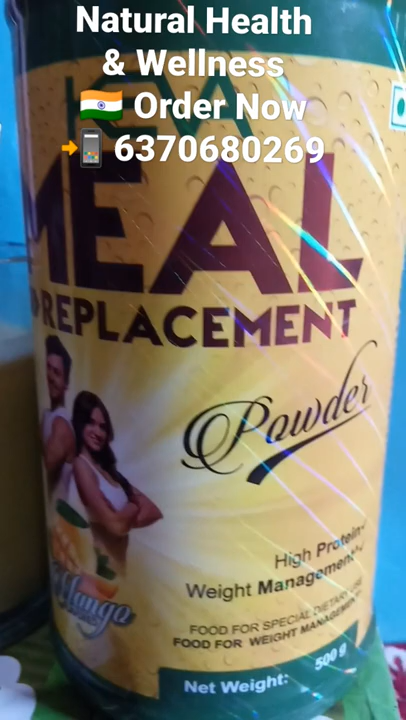 Natural Health
& Wellness
🇮🇳 Order Now
➡️📱 6370680269
MEAL
REPLACEMENT
Powder
High Protein
Weight Management
FOOD FOR SPECIAL DIETARY USE
FOOD FOR WEIGHT MANAGEMENT
Mango
Net Weight: 500 g